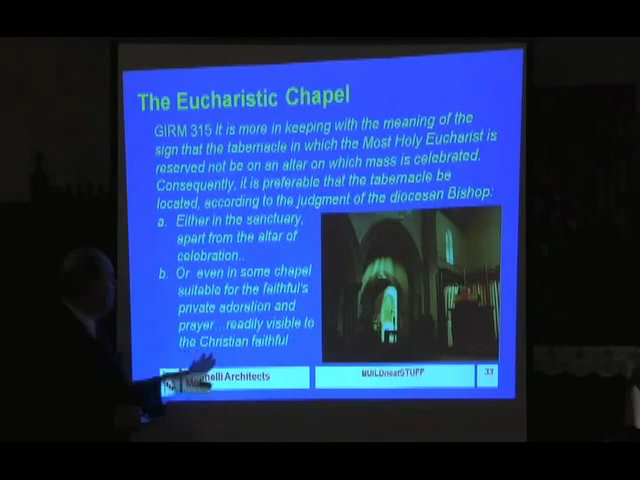 The Eucharistic Chapel
GIRM 315 It is more in keeping with the meaning of the
sign that the tabernacle in which the Most Holy Eucharist is
reserved not be on an altar on which mass is celebrated.
Consequently, it is preferable that the tabernacle be
located, according to the judgment of the diocesan Bishop:
a. Either in the sanctuary,
apart from the altar of
celebration..
b. Or even in some chapel
suitable for the faithful's
private adoration and
prayer...readily visible to
the Christian faithful
Architects
33